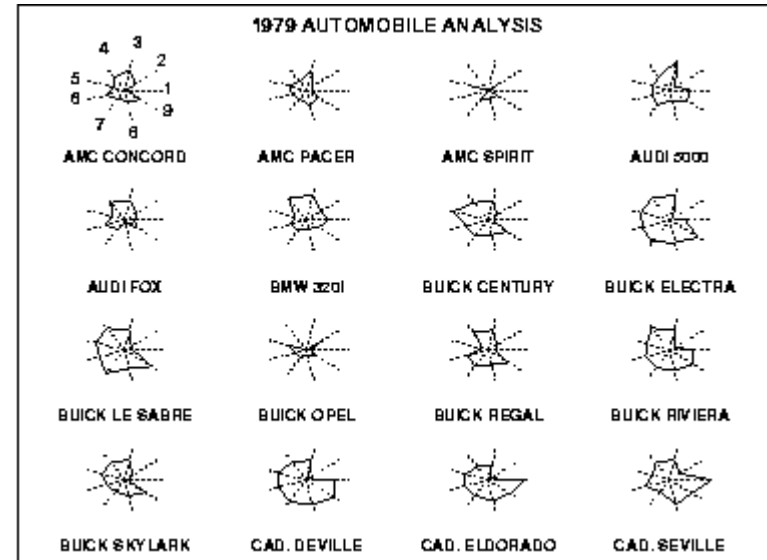 1979 AUTOMOBILE ANALYSIS
3
4
2
5
1
6
9
7
8
AMC CONCORD AMC PACER AMC SPIRIT AUDI 5000
AUDI FOX BMW 320I BUICK CENTURY BUICK ELECTRA
BUICK LE SABRE BUICK OPEL BUICK REGAL BUICK RIVIERA
BUICK SKYLARK CAD. DEVILLE CAD. ELDORADO CAD. SEVILLE